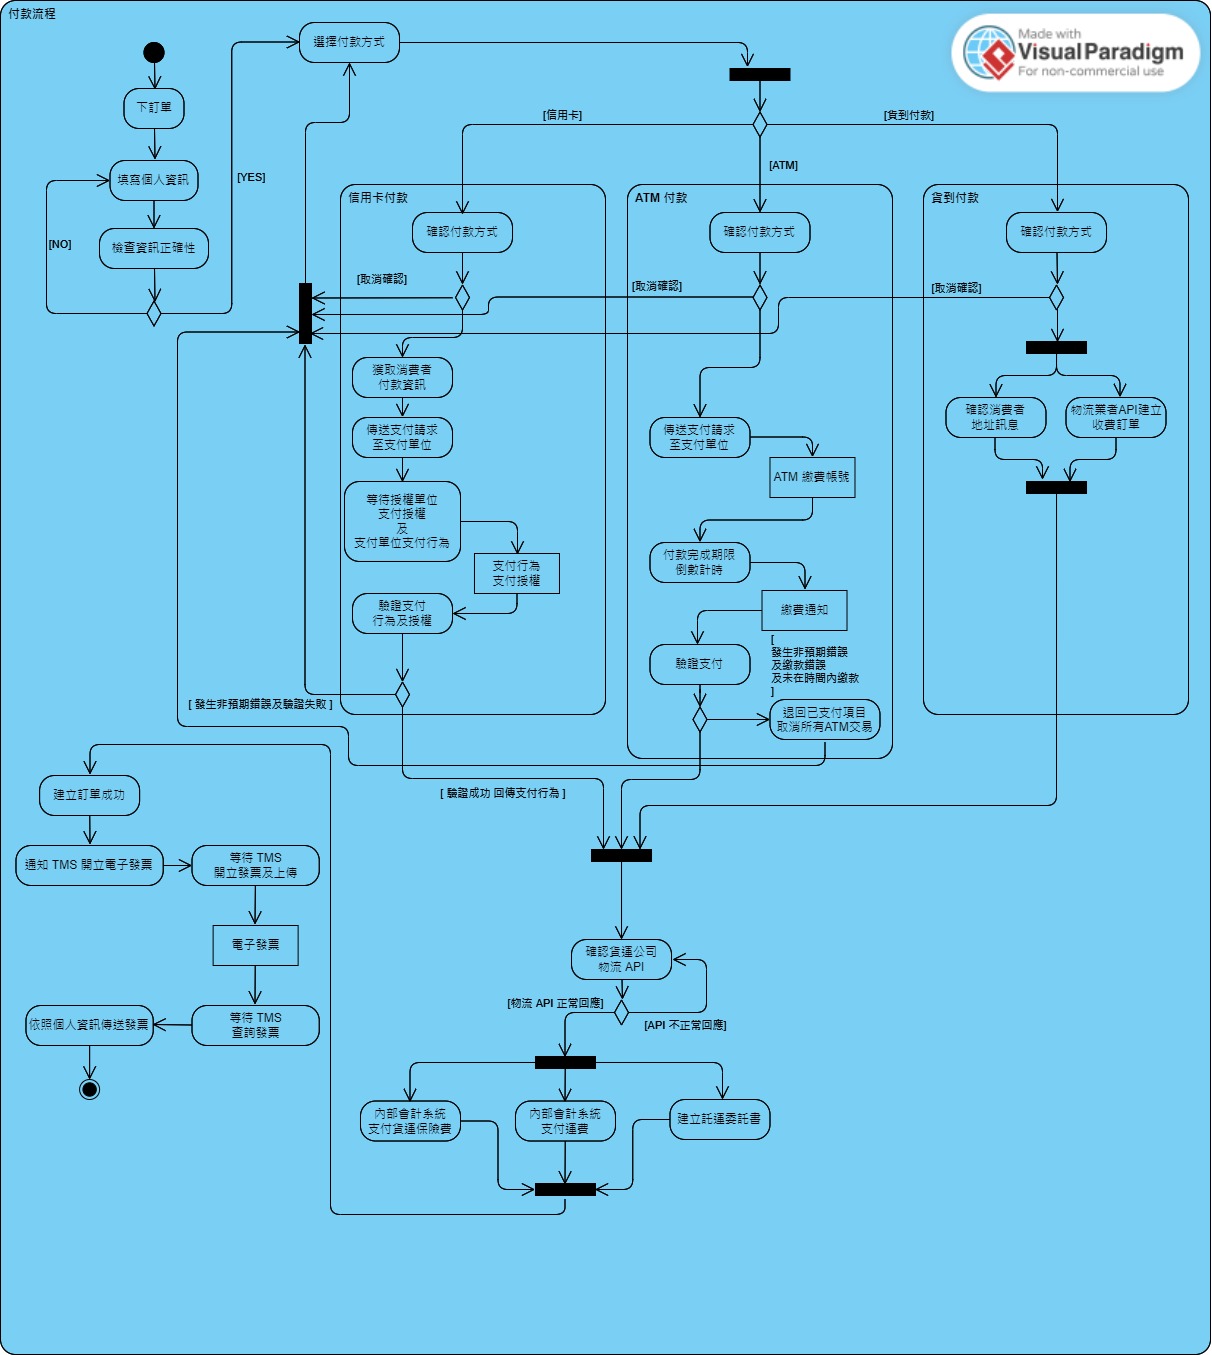 付款流程
Made with
Visual Paradigm
For non-commercial use
選擇付款方式
下訂單
填寫個人資訊
檢查資訊正確性
[NO]
[YES]
[信用卡]
[ATM]
[貨到付款]
信用卡付款
確認付款方式
[取消確認]
獲取消費者
付款資訊
傳送支付請求
至支付單位
等待授權單位
支付授權
及
支付單位支付行為
支付行為
支付授權
驗證支付
行為及授權
[ 發生非預期錯誤及驗證失敗 ]
ATM 付款
確認付款方式
[取消確認]
傳送支付請求
至支付單位
ATM 繳費帳號
付款完成期限
倒數計時
繳費通知
驗證支付
[
發生非預期錯誤
及繳款錯誤
及未在時間內繳款
]
退回已支付項目
取消所有ATM交易
貨到付款
確認付款方式
[取消確認]
確認消費者
地址訊息
物流業者API建立
收費訂單
[ 驗證成功 回傳支付行為 ]
確認貨運公司
物流 API
[物流 API 正常回應]
[API 不正常回應]
內部會計系統
支付貨運保險費
內部會計系統
支付運費
建立託運委託書
建立訂單成功
通知 TMS 開立電子發票
等待 TMS
開立發票及上傳
電子發票
等待 TMS
查詢發票
依照個人資訊傳送發票